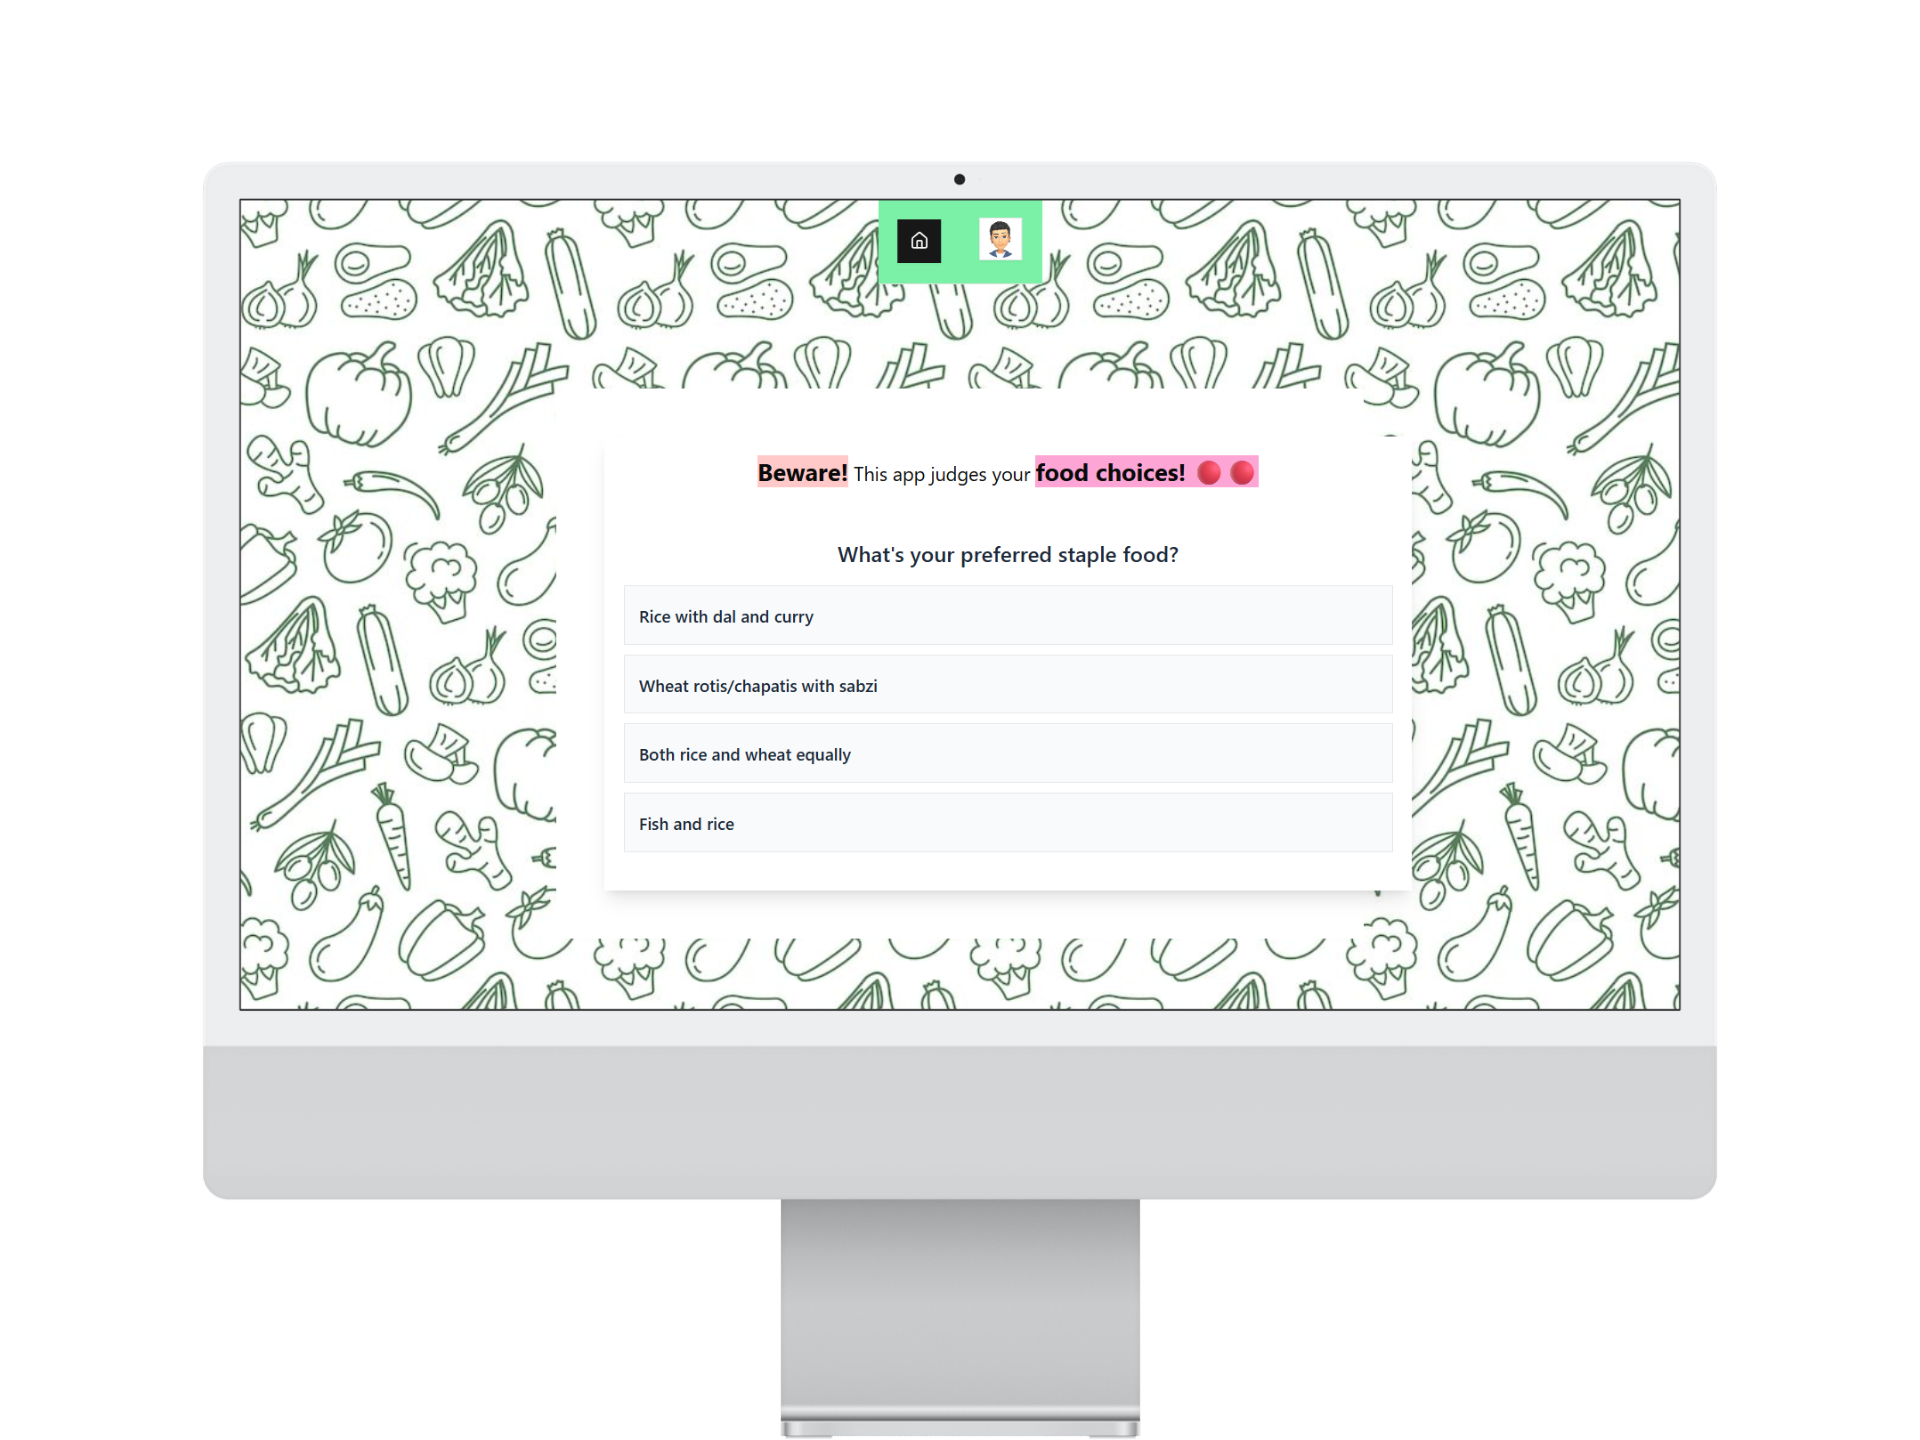 Beware! This app judges your food choices! 🔴 🔴
What's your preferred staple food?
Rice with dal and curry
Wheat rotis/chapatis with sabzi
Both rice and wheat equally
Fish and rice